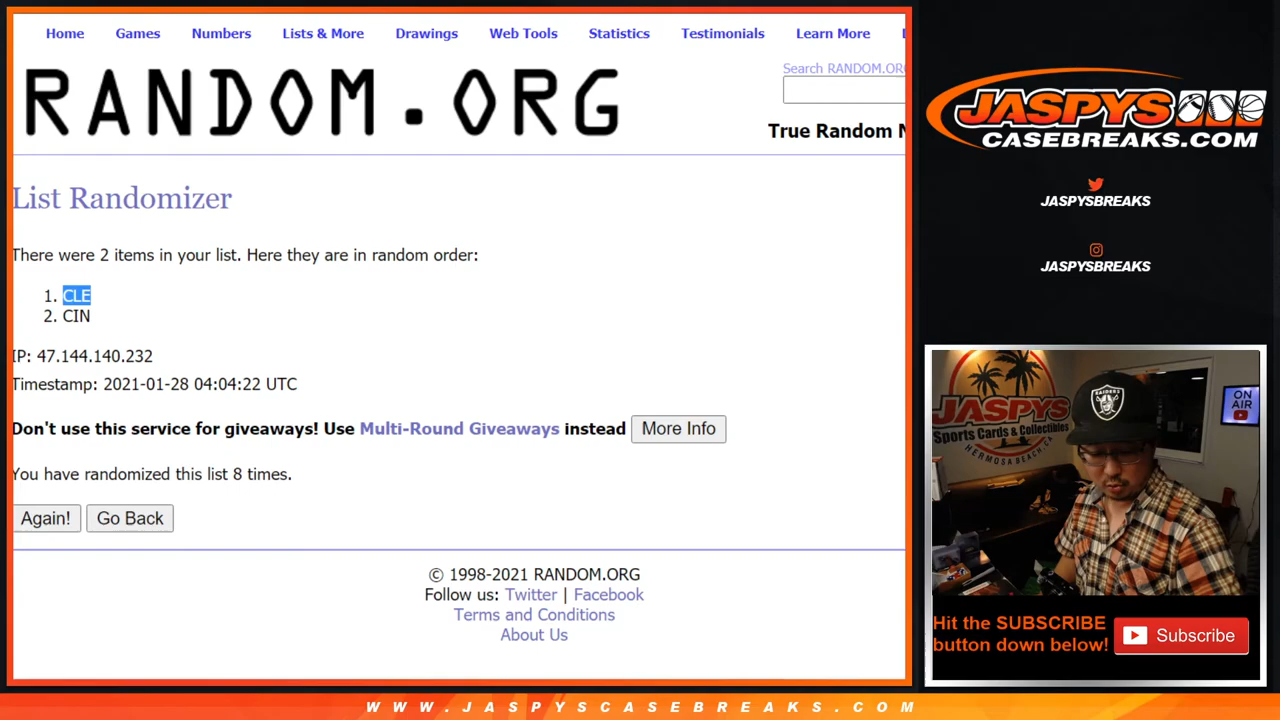 Home Games Numbers Lists & More Drawings Web Tools Statistics Testimonials Learn More
Search RANDOM.ORG
RANDOM.ORG
True Random N
List Randomizer
There were 2 items in your list. Here they are in random order:
1. CLE
2. CIN
IP: 47.144.140.232
Timestamp: 2021-01-28 04:04:22 UTC
Don't use this service for giveaways! Use Multi-Round Giveaways instead More Info
You have randomized this list 8 times.
Again! Go Back
© 1998-2021 RANDOM.ORG
Follow us: Twitter | Facebook
Terms and Conditions
About Us
JASPYS
CASEBREAKS.COM
JASPYSBREAKS
JASPYSBREAKS
JASPYS
Sports Cards & Collectibles
HERMOSA BEACH, CA
RAIDERS
ON
AIR
Hit the SUBSCRIBE
button down below!
Subscribe
WWW.JASPYSCASEBREAKS.COM